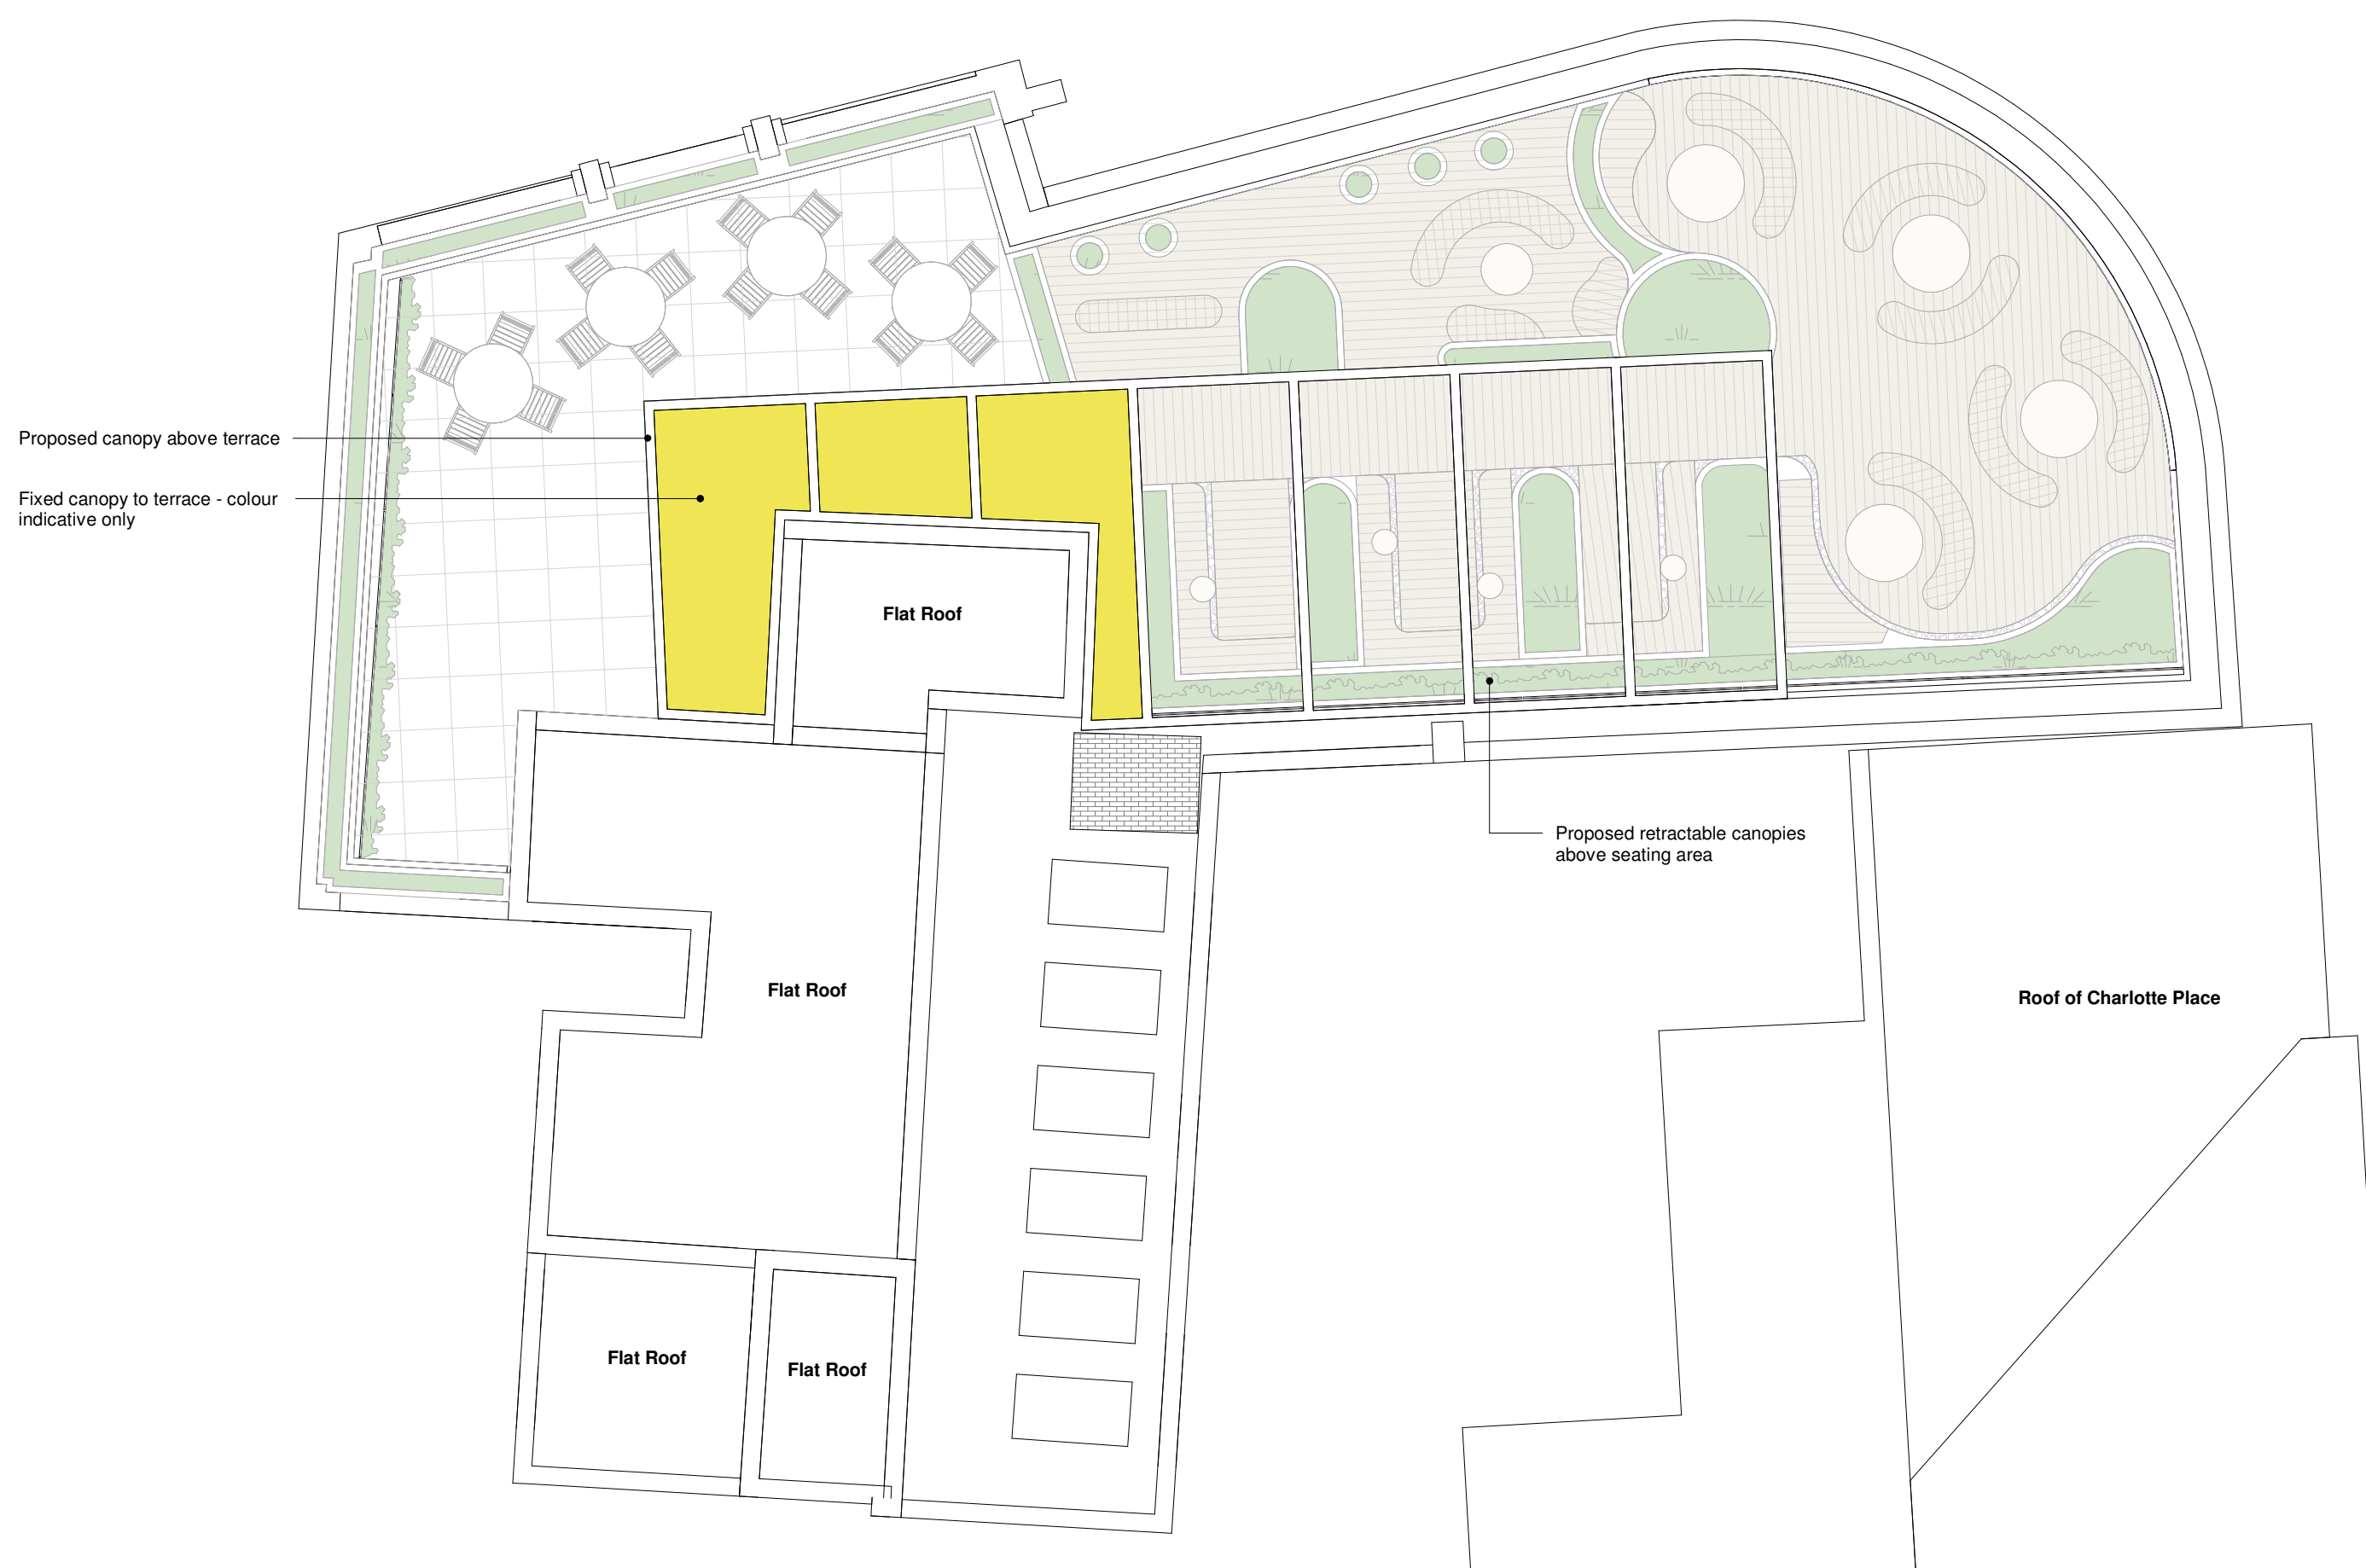 Proposed canopy above terrace
Fixed canopy to terrace - colour
indicative only
Flat Roof
Proposed retractable canopies
above seating area
Flat Roof
Roof of Charlotte Place
Flat Roof
Flat Roof